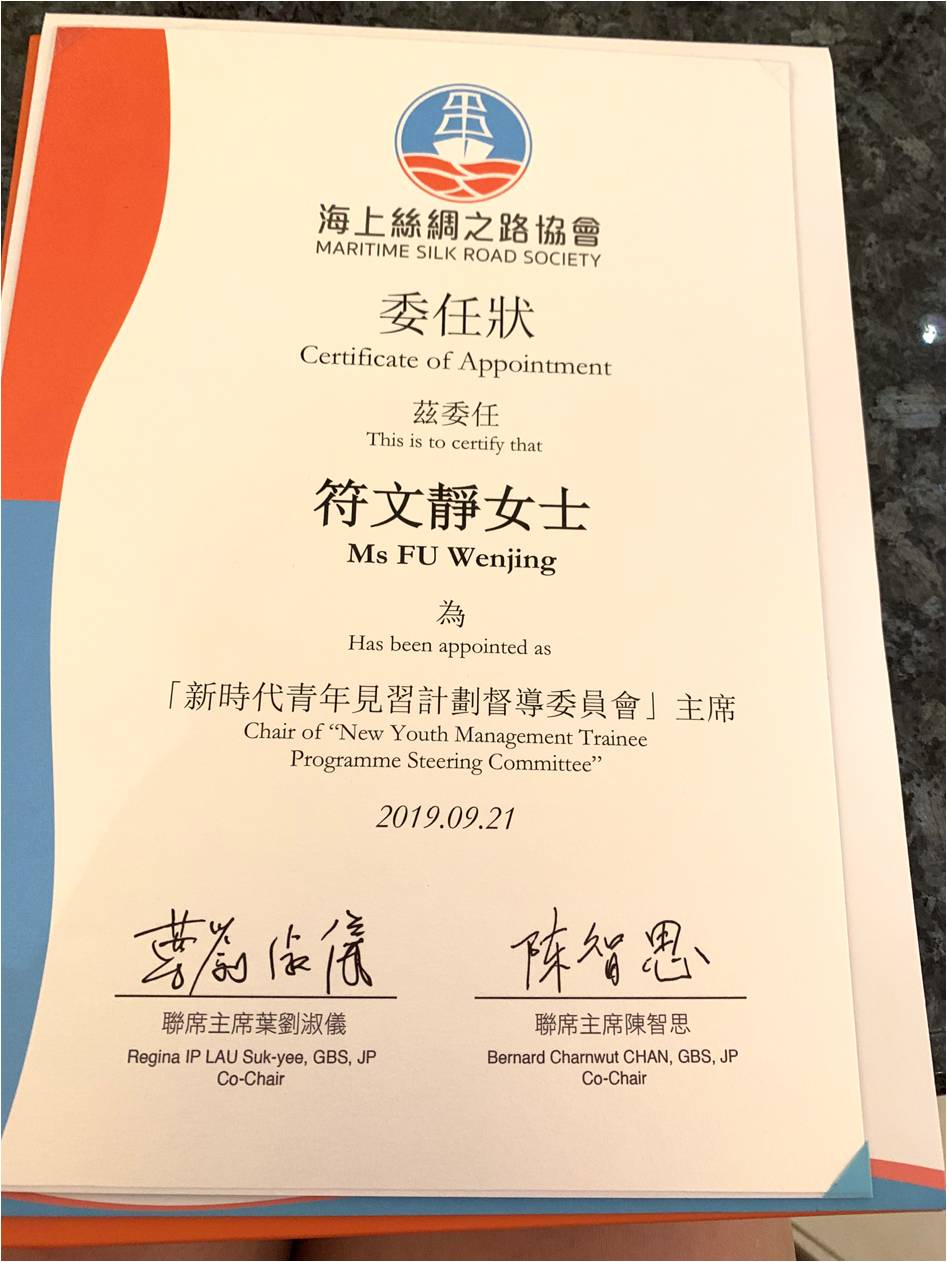 海上絲綢之路協會
MARITIME SILK ROAD SOCIETY
委任狀
Certificate of Appointment
茲委任
This is to certify that
符文靜女士
Ms FU Wenjing
為
Has been appointed as
「新時代青年見習計劃督導委員會」主席
Chair of “New Youth Management Trainee
Programme Steering Committee”
2019.09.21
葉劉淑儀
陳智思
聯席主席葉劉淑儀
Regina IP LAU Suk-yee, GBS, JP
Co-Chair
聯席主席陳智思
Bernard Charnwut CHAN, GBS, JP
Co-Chair